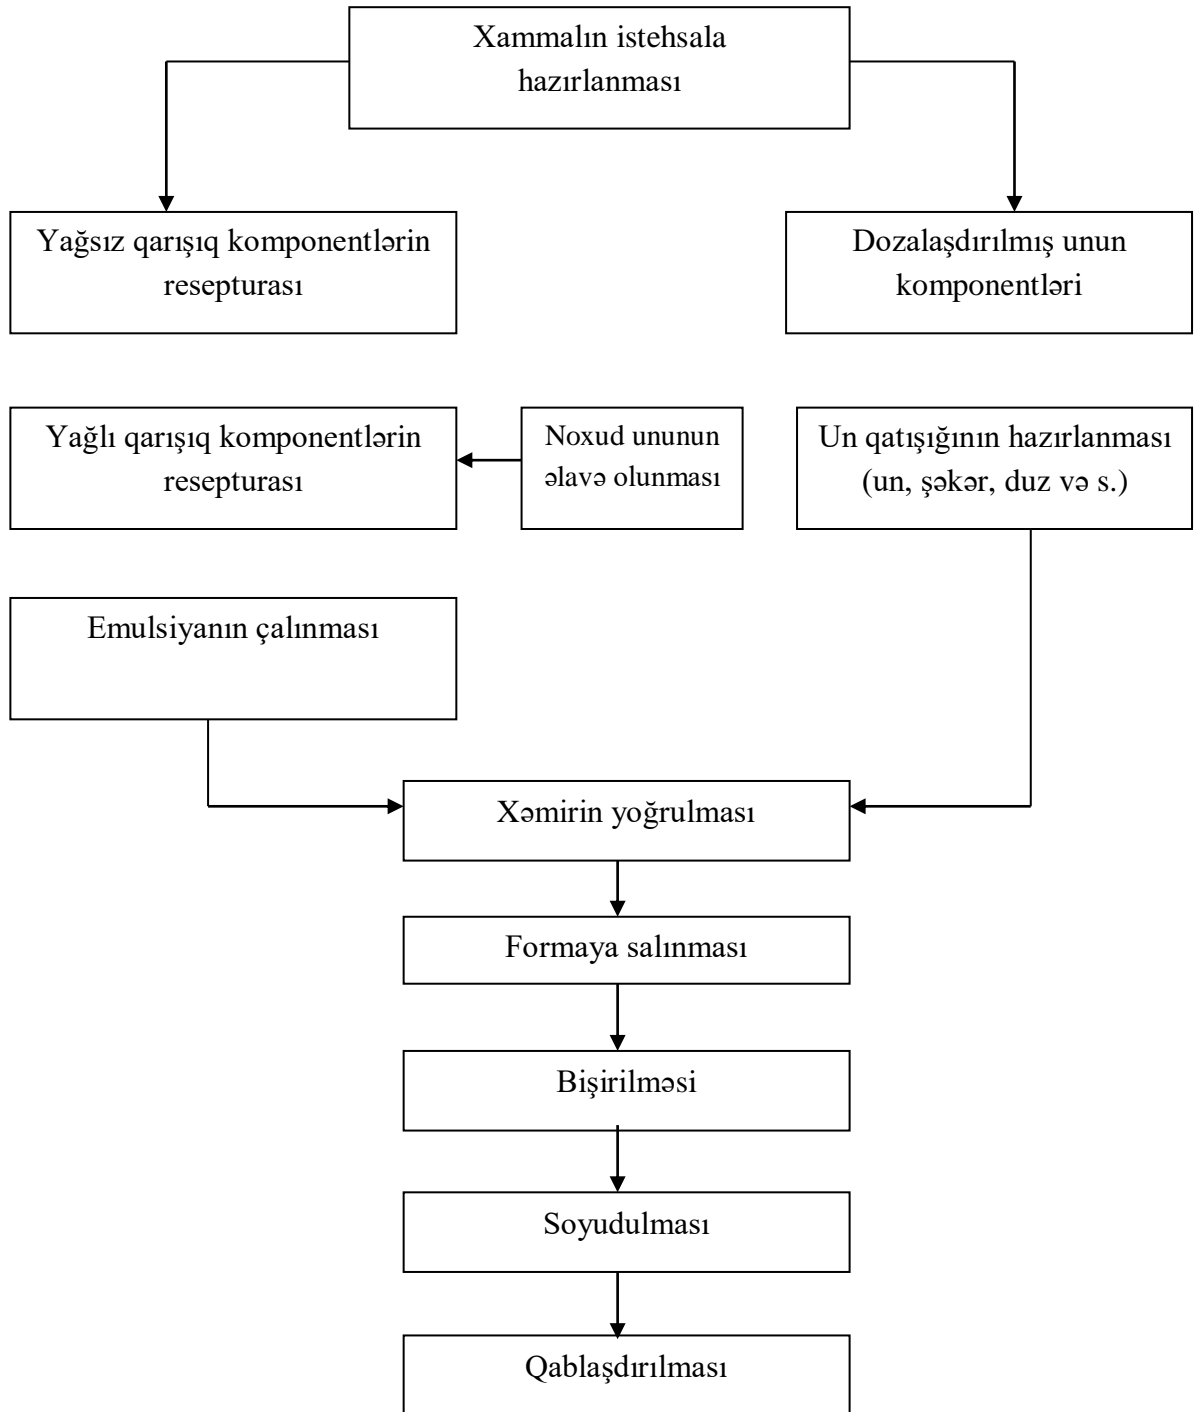 Xammalın istehsala
hazırlanması
Yağsız qarışıq komponentlərin
resepturası
Dozalaşdırılmış unun
komponentləri
Yağlı qarışıq komponentlərin
resepturası
Noxud ununun
əlavə olunması
Un qatışığının hazırlanması
(un, şəkər, duz və s.)
Emulsiyanın çalınması
Xəmirin yoğrulması
Formaya salınması
Bişirilməsi
Soyudulması
Qablaşdırılması